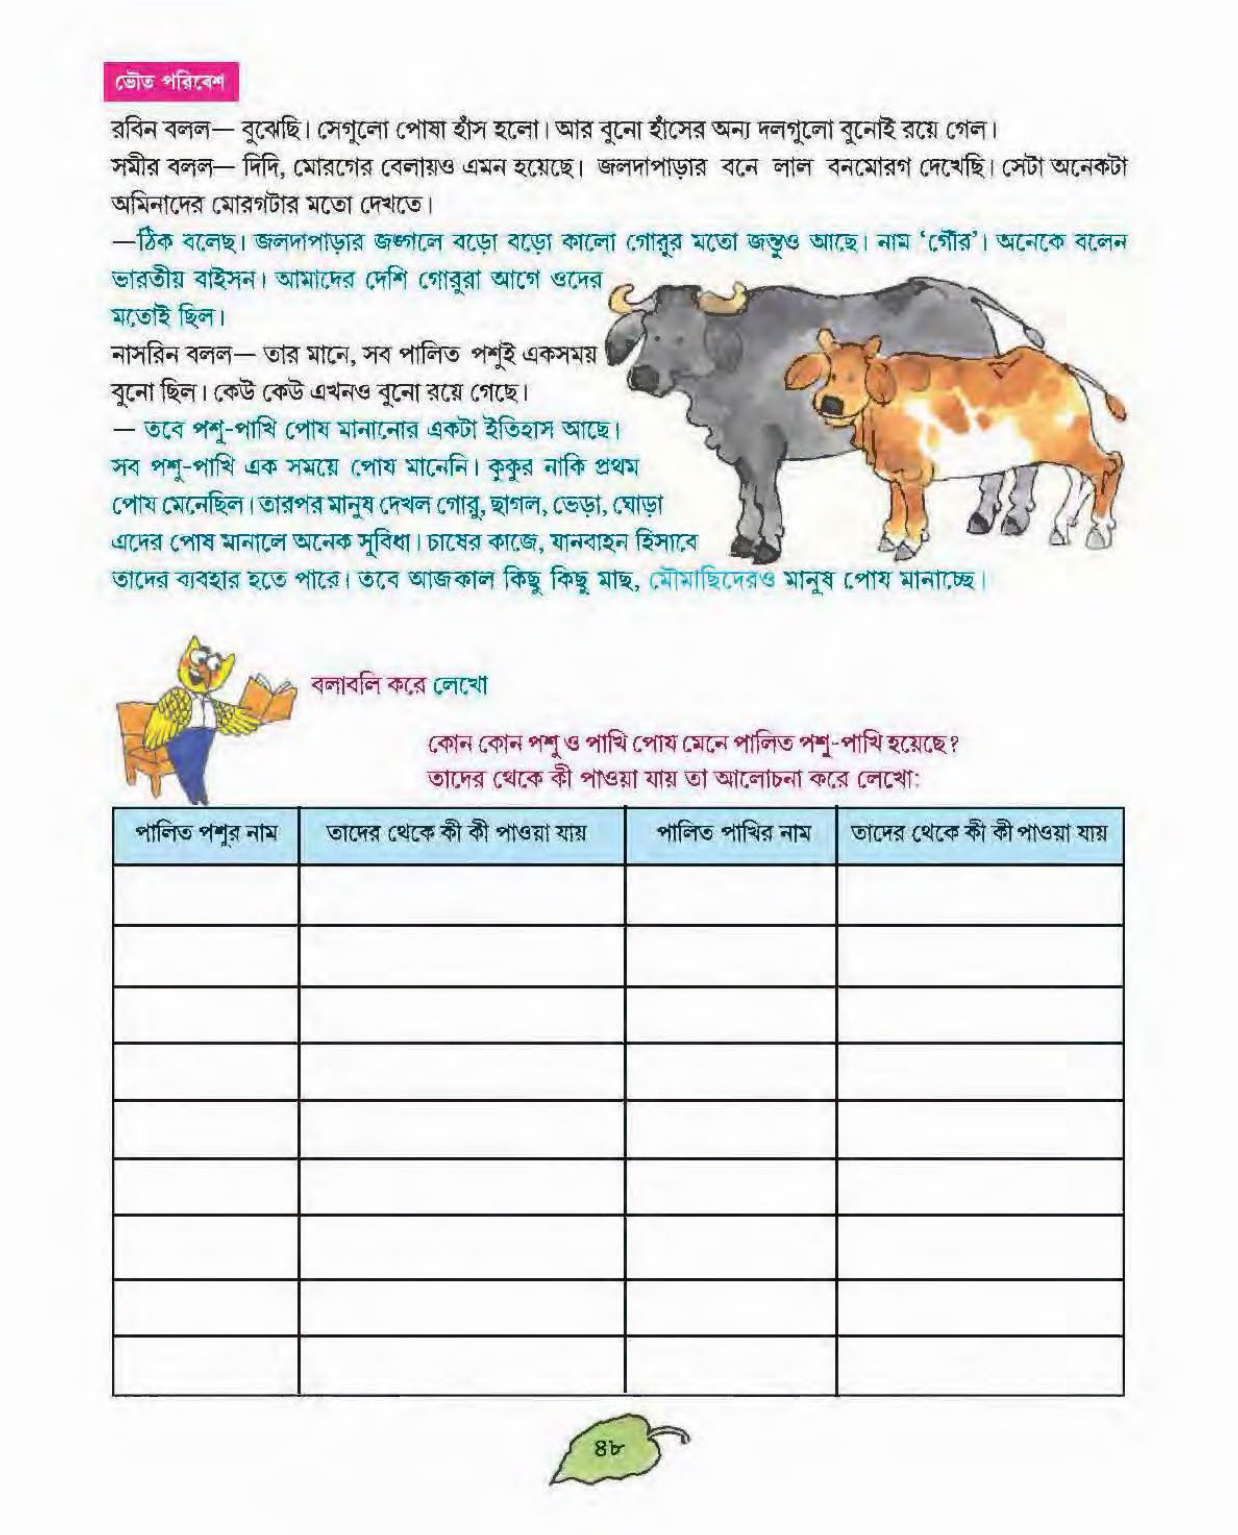 ভৌত পরিবেশ
রবিন বলল— বুঝেছি। সেগুলো পোষা হাঁস হলো। আর বুনো হাঁসের অন্য দলগুলো বুনোই রয়ে গেল।
সমীর বলল— দিদি, মোরগের বেলায়ও এমন হয়েছে। জলদাপাড়ার বনে লাল বনমোরগ দেখেছি। সেটা অনেকটা
অমিনাদের মোরগটার মতো দেখতে।
—ঠিক বলেছ। জলদাপাড়ার জঙ্গলে বড়ো বড়ো কালো গোরুর মতো জন্তুও আছে। নাম ‘গৌর’। অনেকে বলেন
ভারতীয় বাইসন। আমাদের দেশি গোরুরা আগে ওদের
মতোই ছিল।
নাসরিন বলল— তার মানে, সব পালিত পশুই একসময়
বুনো ছিল। কেউ কেউ এখনও বুনো রয়ে গেছে।
— তবে পশু-পাখি পোষ মানানোর একটা ইতিহাস আছে।
সব পশু-পাখি এক সময়ে পোষ মানেনি। কুকুর নাকি প্রথম
পোষ মেনেছিল। তারপর মানুষ দেখল গোরু, ছাগল, ভেড়া, ঘোড়া
এদের পোষ মানালে অনেক সুবিধা। চাষের কাজে, যানবাহন হিসাবে
তাদের ব্যবহার হতে পারে। তবে আজকাল কিছু কিছু মাছ, মৌমাছিদেরও মানুষ পোষ মানাচ্ছে।
বলাবলি করে লেখো
কোন কোন পশু ও পাখি পোষ মেনে পালিত পশু-পাখি হয়েছে?
তাদের থেকে কী পাওয়া যায় তা আলোচনা করে লেখো:
পালিত পশুর নাম তাদের থেকে কী কী পাওয়া যায় পালিত পাখির নাম তাদের থেকে কী কী পাওয়া যায়
৪৮